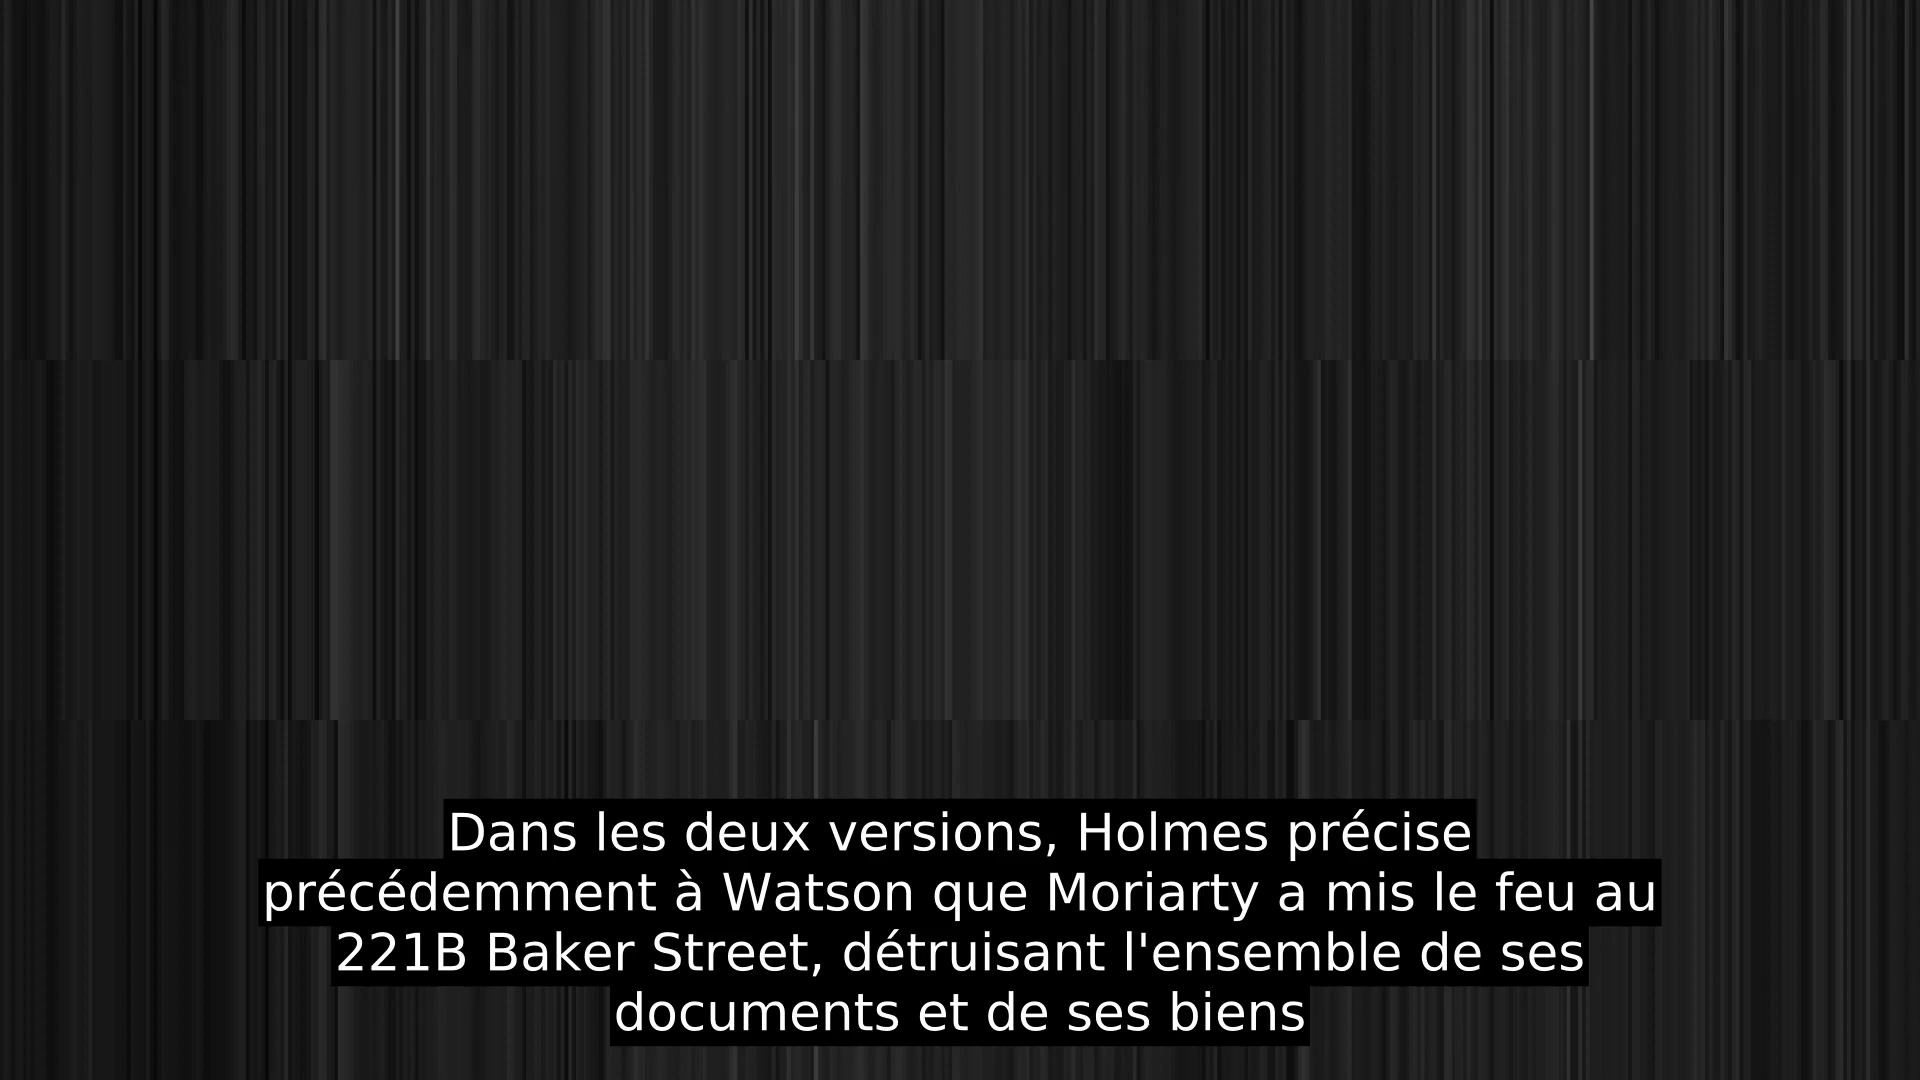 Dans les deux versions, Holmes précise
précédemment à Watson que Moriarty a mis le feu au
221B Baker Street, détruisant l'ensemble de ses
documents et de ses biens